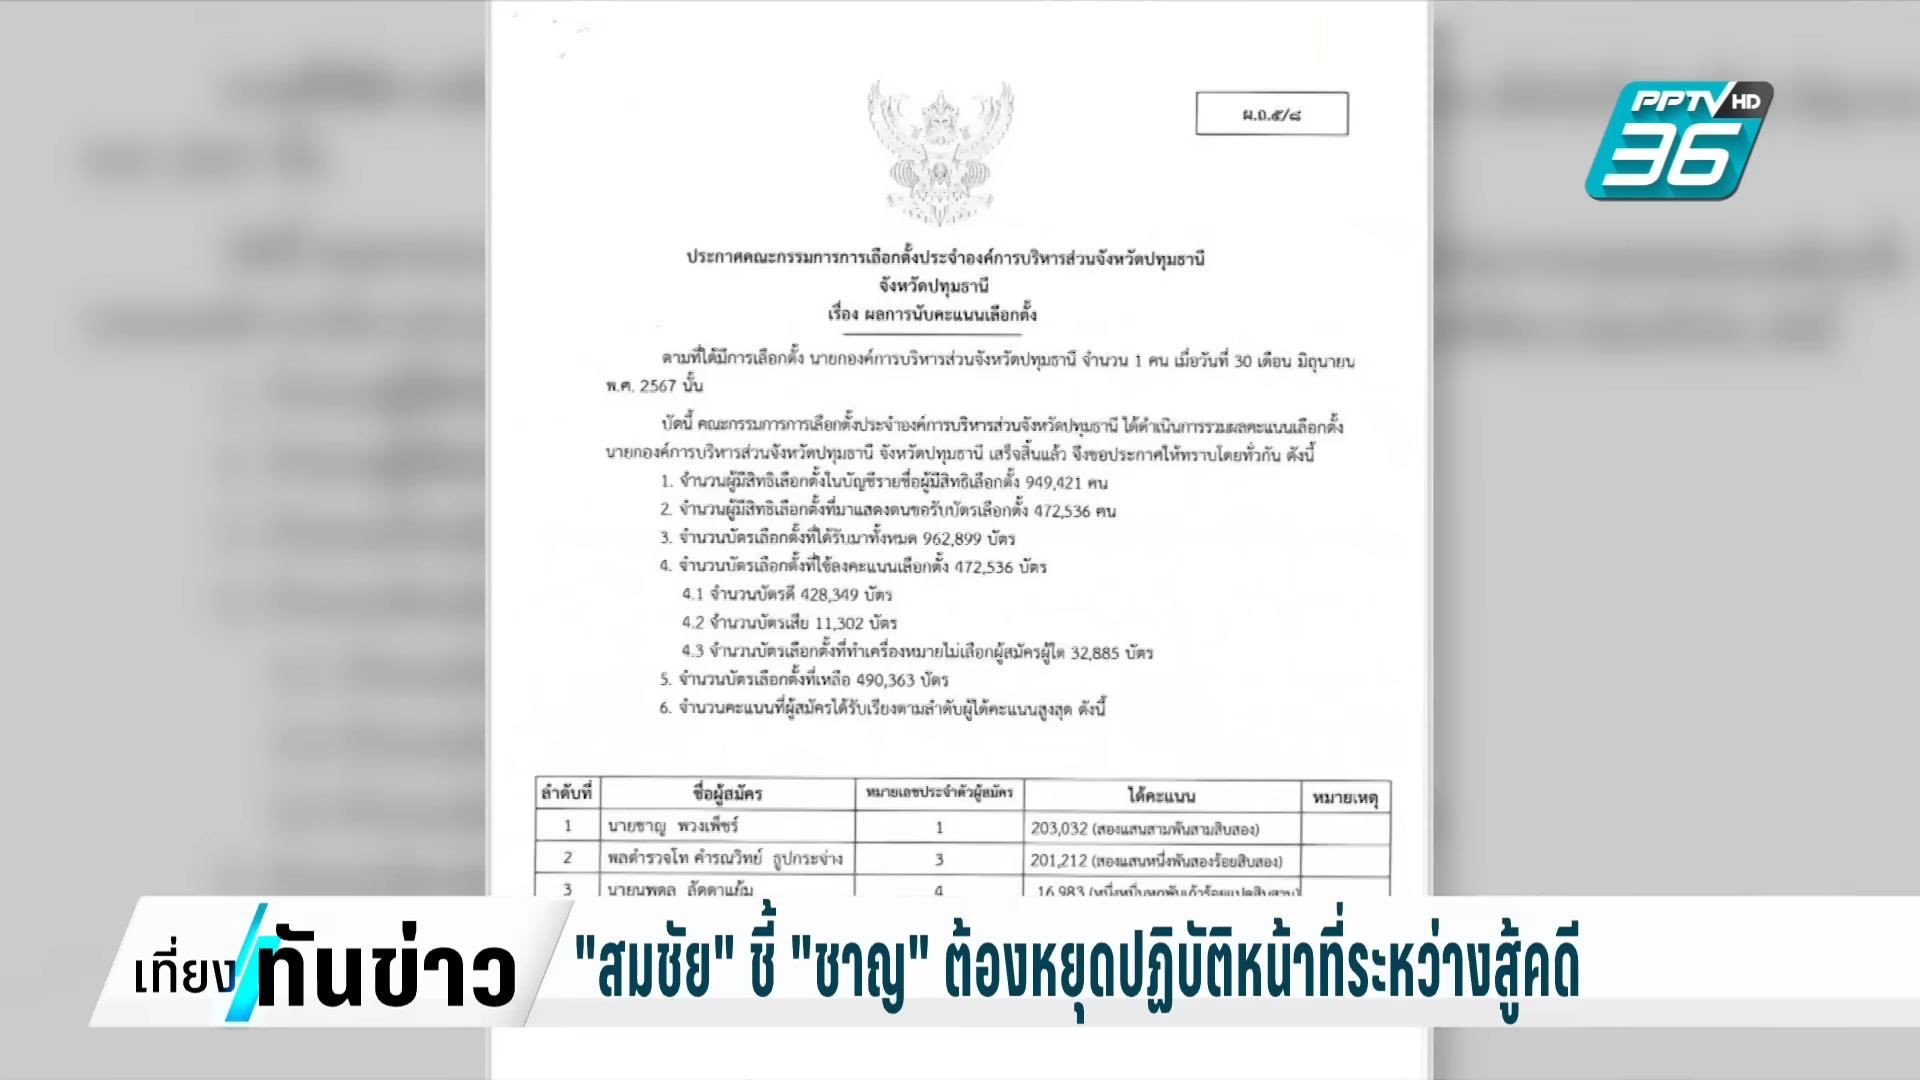 PPTV HD
36
ผ.ถ.๕/๘
ประกาศคณะกรรมการการเลือกตั้งประจำองค์การบริหารส่วนจังหวัดปทุมธานี
จังหวัดปทุมธานี
เรื่อง ผลการนับคะแนนเลือกตั้ง
ตามที่ได้มีการเลือกตั้ง นายกองค์การบริหารส่วนจังหวัดปทุมธานี จำนวน 1 คน เมื่อวันที่ 30 เดือน มิถุนายน
พ.ศ. 2567 นั้น
บัดนี้ คณะกรรมการการเลือกตั้งประจำองค์การบริหารส่วนจังหวัดปทุมธานี ได้ดำเนินการรวมผลคะแนนเลือกตั้ง
นายกองค์การบริหารส่วนจังหวัดปทุมธานี จังหวัดปทุมธานี เสร็จสิ้นแล้ว จึงขอประกาศให้ทราบโดยทั่วกัน ดังนี้
1. จำนวนผู้มีสิทธิเลือกตั้งในบัญชีรายชื่อผู้มีสิทธิเลือกตั้ง 949,421 คน
2. จำนวนผู้มีสิทธิเลือกตั้งที่มาแสดงตนขอรับบัตรเลือกตั้ง 472,536 คน
3. จำนวนบัตรเลือกตั้งที่ได้รับมาทั้งหมด 962,899 บัตร
4. จำนวนบัตรเลือกตั้งที่ใช้ลงคะแนนเลือกตั้ง 472,536 บัตร
4.1 จำนวนบัตรดี 428,349 บัตร
4.2 จำนวนบัตรเสีย 11,302 บัตร
4.3 จำนวนบัตรเลือกตั้งที่ทำเครื่องหมายไม่เลือกผู้สมัครผู้ใด 32,885 บัตร
5. จำนวนบัตรเลือกตั้งที่เหลือ 490,363 บัตร
6. จำนวนคะแนนที่ผู้สมัครได้รับเรียงตามลำดับผู้ได้คะแนนสูงสุด ดังนี้
ลำดับที่ ชื่อผู้สมัคร หมายเลขประจำตัวผู้สมัคร ได้คะแนน หมายเหตุ
1 นายชาญ พวงเพ็ชร์ 1 203,032 (สองแสนสามพันสามสิบสอง)
2 พลตำรวจโท คำรณวิทย์ ธูปกระจ่าง 3 201,212 (สองแสนหนึ่งพันสองร้อยสิบสอง)
3 นายนพดล ลัดดาแย้ม 4 16,983 (หนึ่งหมื่นหกพันเก้าร้อยแปดสิบสาม)
เที่ยง ทันข่าว
"สมชัย" ชี้ "ชาญ" ต้องหยุดปฏิบัติหน้าที่ระหว่างสู้คดี